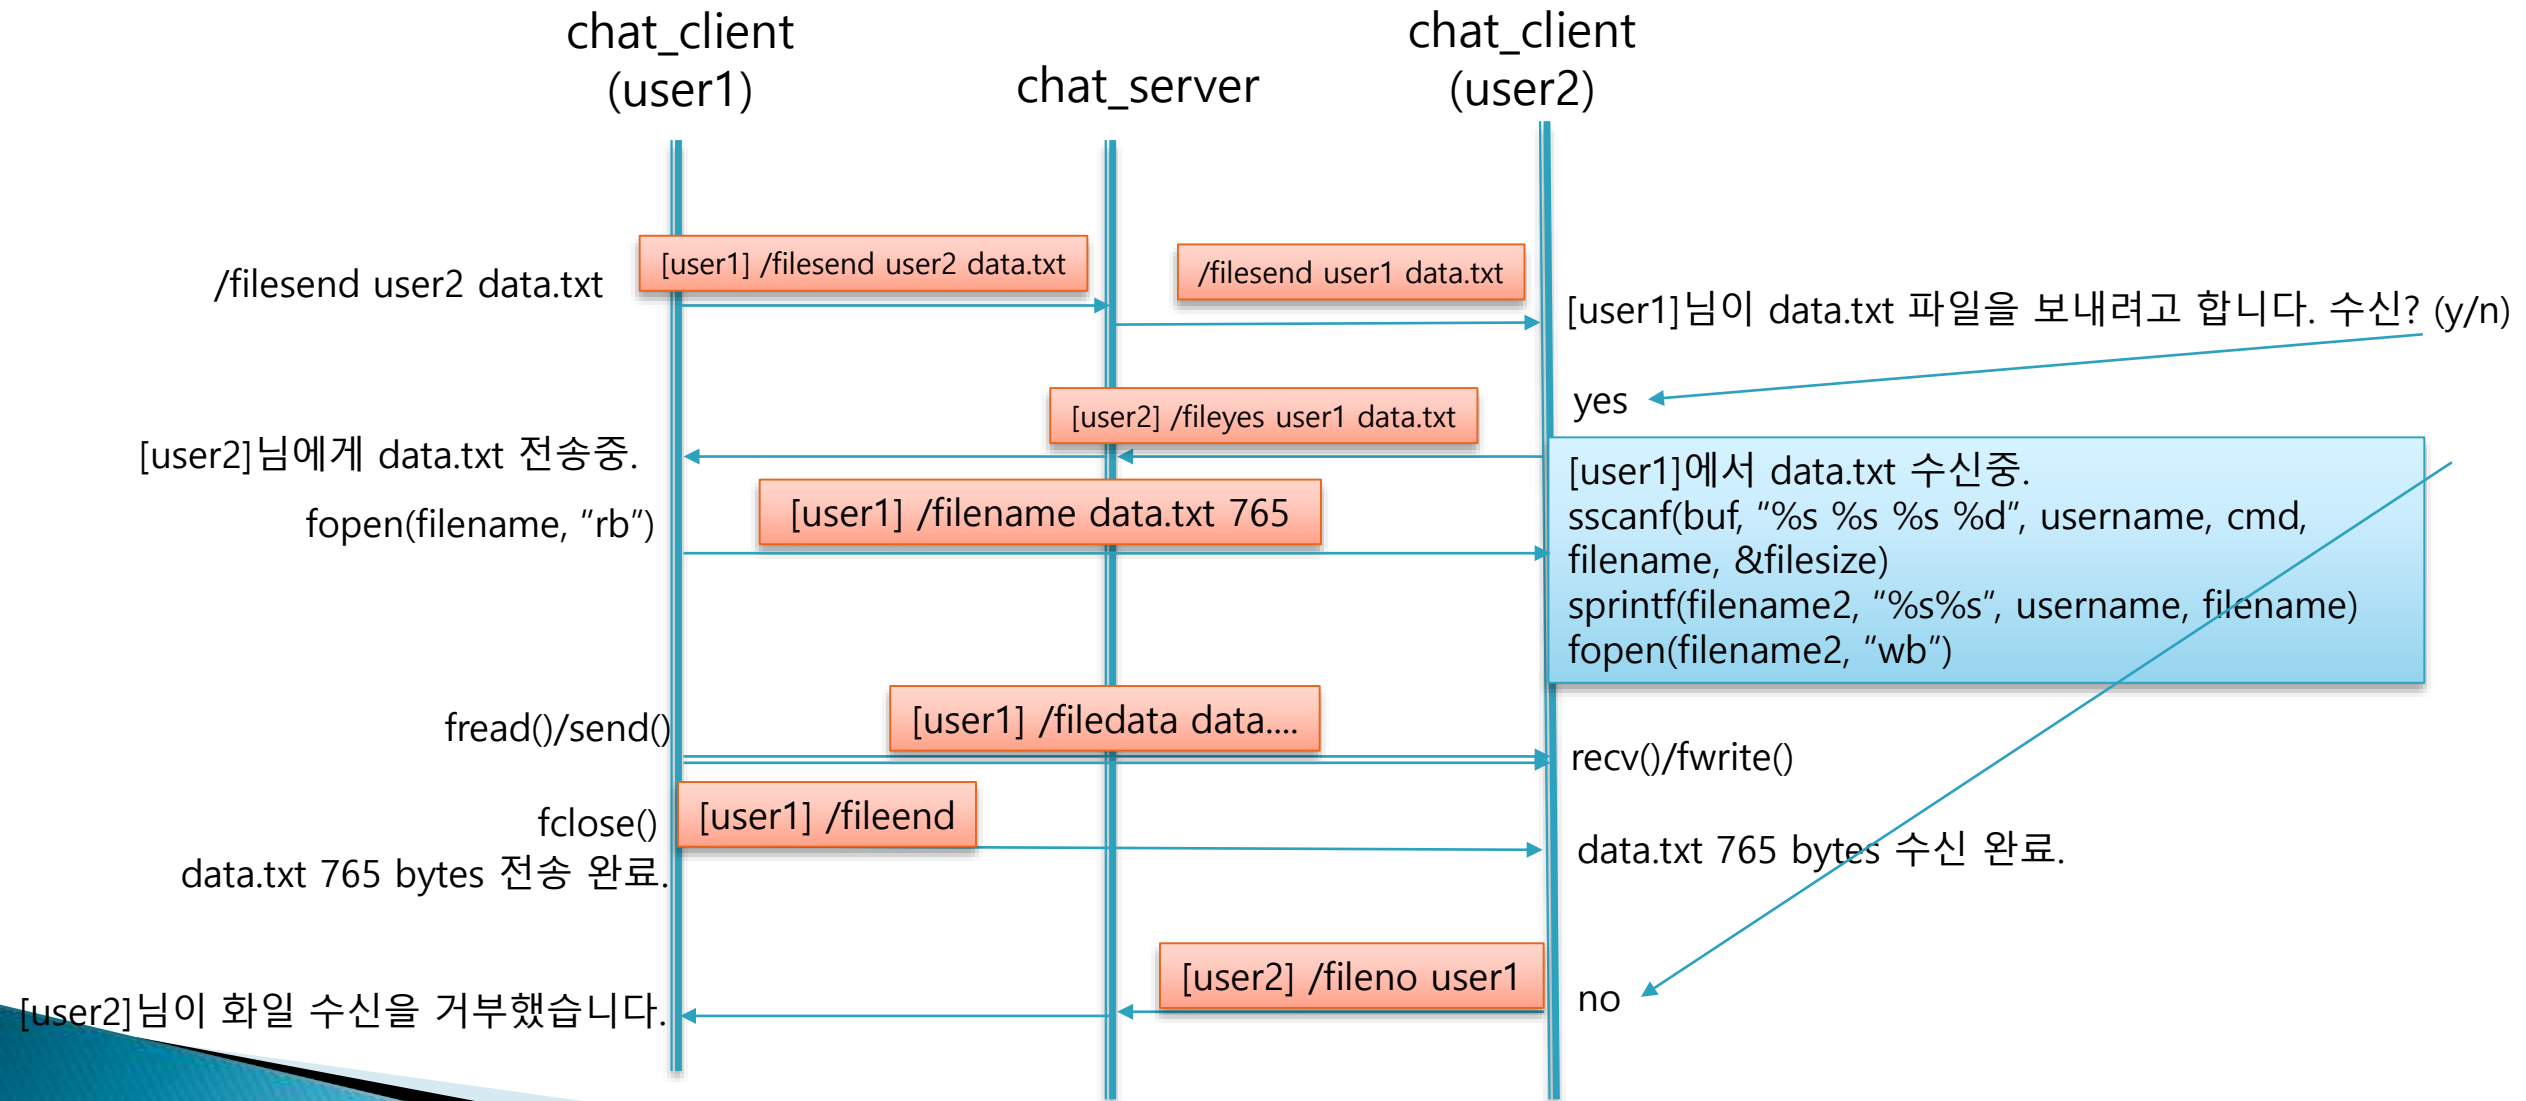 chat_client
(user1)
chat_server
chat_client
(user2)
/filesend user2 data.txt
[user1] /filesend user2 data.txt
/filesend user1 data.txt
[user1]님이 data.txt 파일을 보내려고 합니다. 수신? (y/n)
yes
[user2] /fileyes user1 data.txt
[user2]님에게 data.txt 전송중.
fopen(filename, "rb")
[user1] /filename data.txt 765
[user1]에서 data.txt 수신중.
sscanf(buf, "%s %s %s %d", username, cmd,
filename, &filesize)
sprintf(filename2, "%s%s", username, filename)
fopen(filename2, "wb")
fread()/send()
[user1] /filedata data....
recv()/fwrite()
fclose()
[user1] /fileend
data.txt 765 bytes 전송 완료.
data.txt 765 bytes 수신 완료.
[user2] /fileno user1
no
[user2]님이 화일 수신을 거부했습니다.